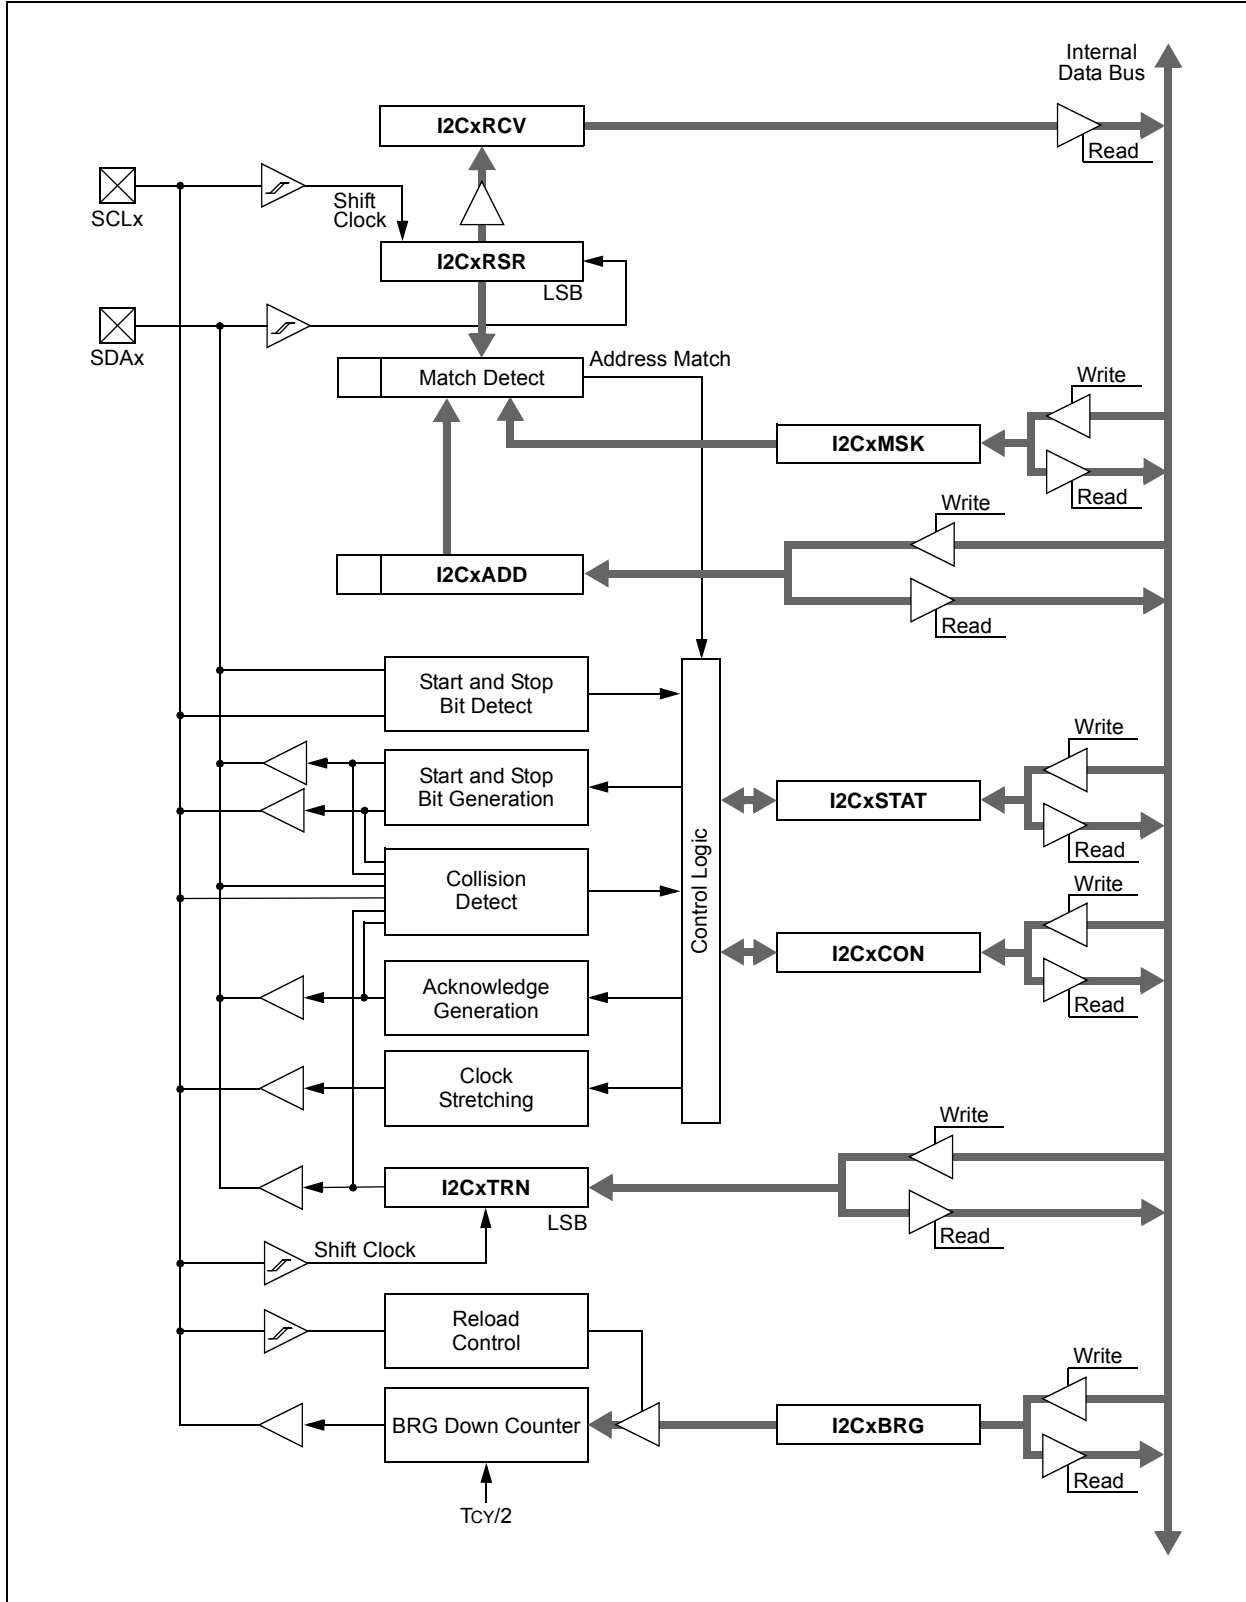 Internal
Data Bus
I2CxRCV
Read
SCLx
Shift
Clock
I2CxRSR
LSB
SDAx
Address Match
Match Detect
Write
I2CxMSK
Read
Write
I2CxADD
Read
Start and Stop
Bit Detect
Write
Start and Stop
Bit Generation
I2CxSTAT
Read
Control Logic
Collision
Detect
Write
I2CxCON
Read
Acknowledge
Generation
Clock
Stretching
Write
I2CxTRN
LSB
Read
Shift Clock
Reload
Control
Write
BRG Down Counter
I2CxBRG
Read
TCY/2